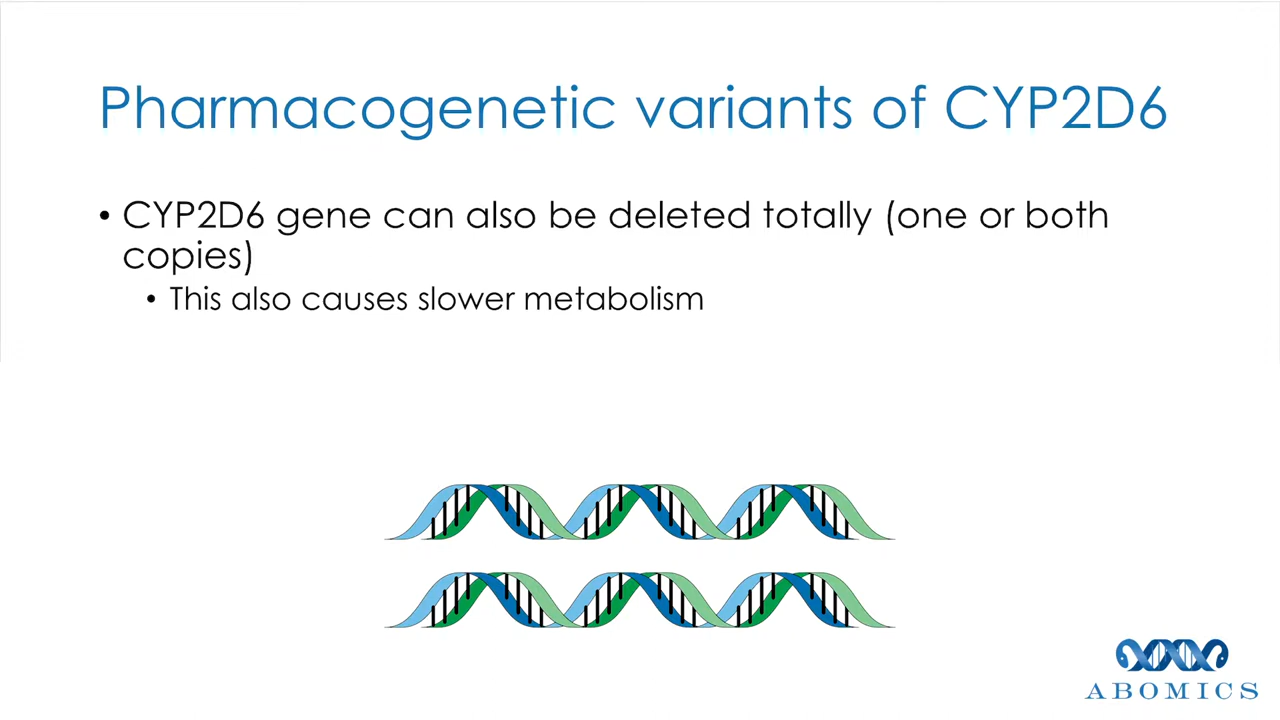 Pharmacogenetic variants of CYP2D6
• CYP2D6 gene can also be deleted totally (one or both
copies)
• This also causes slower metabolism
ABOMICS